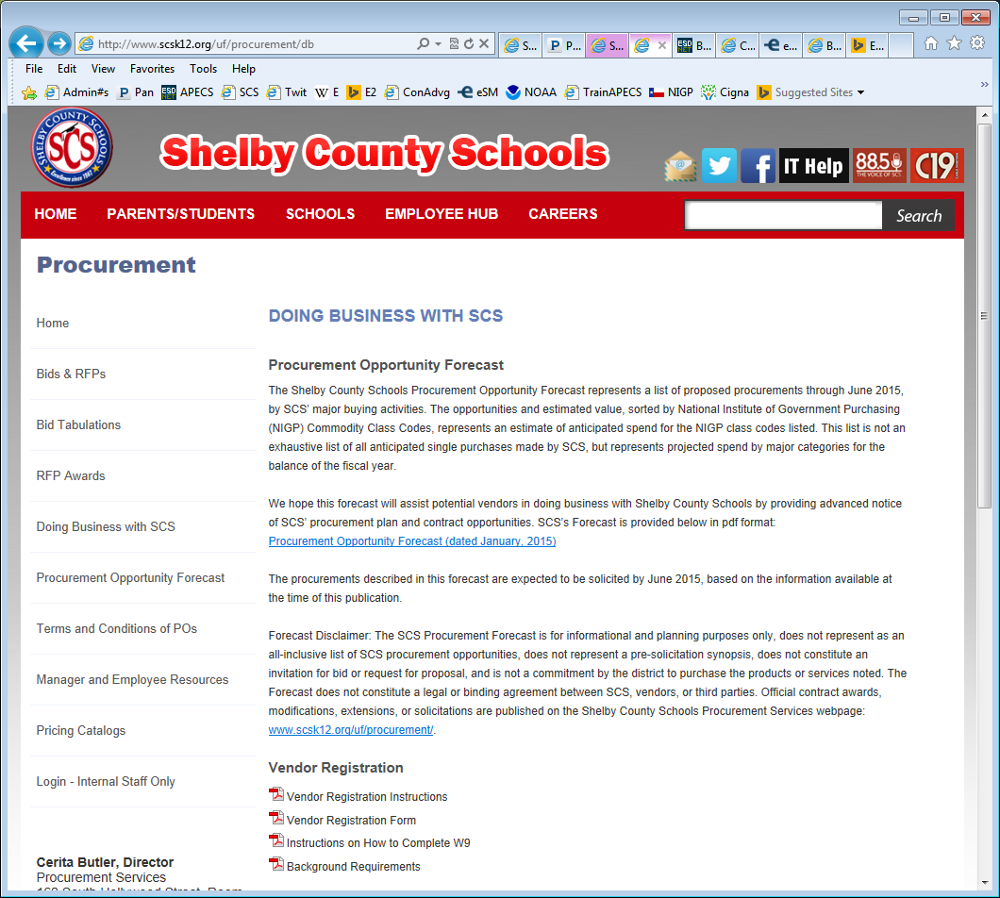 http://www.scsk12.org/uf/procurement/db
S...
P...
S...
B...
C...
e...
B...
E...
File Edit View Favorites Tools Help
Admin#s Pan APECS SCS Twit W E E2 ConAdvg eSM NOAA TrainAPECS NIGP Cigna Suggested Sites
SHELBY COUNTY SCHOOLS
SCS
Shelby County Schools
IT Help
88.5
THE VOICE OF SCS
C19
HOME PARENTS/STUDENTS SCHOOLS EMPLOYEE HUB CAREERS Search
Procurement
Home
Bids & RFPs
Bid Tabulations
RFP Awards
Doing Business with SCS
Procurement Opportunity Forecast
Terms and Conditions of POs
Manager and Employee Resources
Pricing Catalogs
Login - Internal Staff Only
Cerita Butler, Director
Procurement Services
DOING BUSINESS WITH SCS
Procurement Opportunity Forecast
The Shelby County Schools Procurement Opportunity Forecast represents a list of proposed procurements through June 2015,
by SCS' major buying activities. The opportunities and estimated value, sorted by National Institute of Government Purchasing
(NIGP) Commodity Class Codes, represents an estimate of anticipated spend for the NIGP class codes listed. This list is not an
exhaustive list of all anticipated single purchases made by SCS, but represents projected spend by major categories for the
balance of the fiscal year.
We hope this forecast will assist potential vendors in doing business with Shelby County Schools by providing advanced notice
of SCS' procurement plan and contract opportunities. SCS's Forecast is provided below in pdf format:
Procurement Opportunity Forecast (dated January, 2015)
The procurements described in this forecast are expected to be solicited by June 2015, based on the information available at
the time of this publication.
Forecast Disclaimer: The SCS Procurement Forecast is for informational and planning purposes only, does not represent as an
all-inclusive list of SCS procurement opportunities, does not represent a pre-solicitation synopsis, does not constitute an
invitation for bid or request for proposal, and is not a commitment by the district to purchase the products or services noted. The
Forecast does not constitute a legal or binding agreement between SCS, vendors, or third parties. Official contract awards,
modifications, extensions, or solicitations are published on the Shelby County Schools Procurement Services webpage:
www.scsk12.org/uf/procurement/.
Vendor Registration
Vendor Registration Instructions
Vendor Registration Form
Instructions on How to Complete W9
Background Requirements